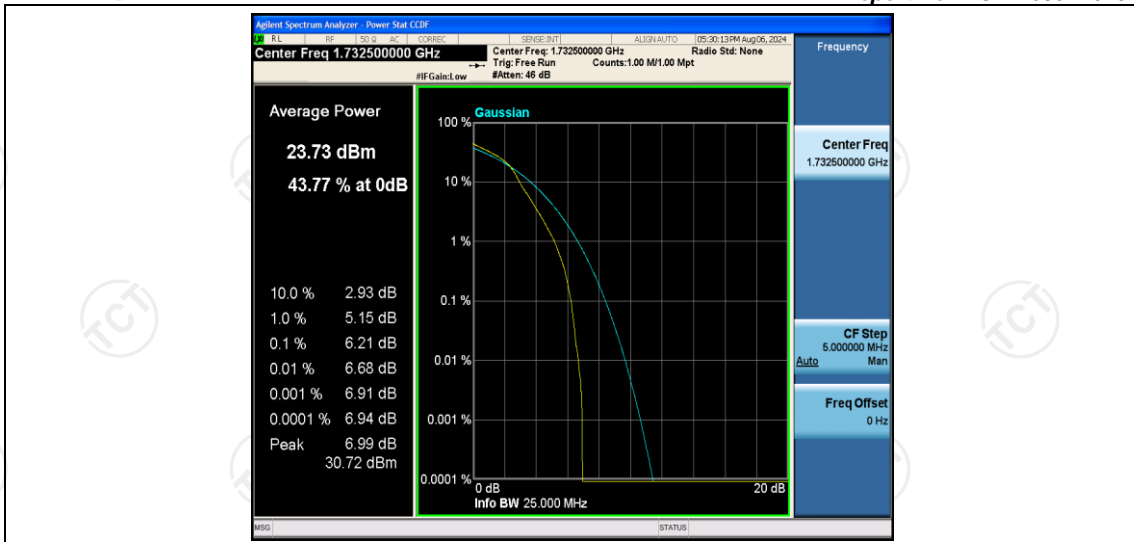 Agilent Spectrum Analyzer - Power Stat CCDF
RL RF 50 Ω AC CORREC SENSE:INT ALIGN AUTO 05:30:13 PM Aug 06, 2024
Center Freq 1.732500000 GHz
Center Freq: 1.732500000 GHz Radio Std: None
Trig: Free Run Counts:1.00 M/1.00 Mpt
#IFGain:Low #Atten: 46 dB
Frequency
Average Power
23.73 dBm
43.77 % at 0dB
10.0 % 2.93 dB
1.0 % 5.15 dB
0.1 % 6.21 dB
0.01 % 6.68 dB
0.001 % 6.91 dB
0.0001 % 6.94 dB
Peak 6.99 dB
30.72 dBm
Gaussian
100 %
10 %
1 %
0.1 %
0.01 %
0.001 %
0.0001 %
0 dB 20 dB
Info BW 25.000 MHz
Center Freq
1.732500000 GHz
CF Step
5.000000 MHz
Auto Man
Freq Offset
0 Hz
MSG STATUS
TCT
TCT